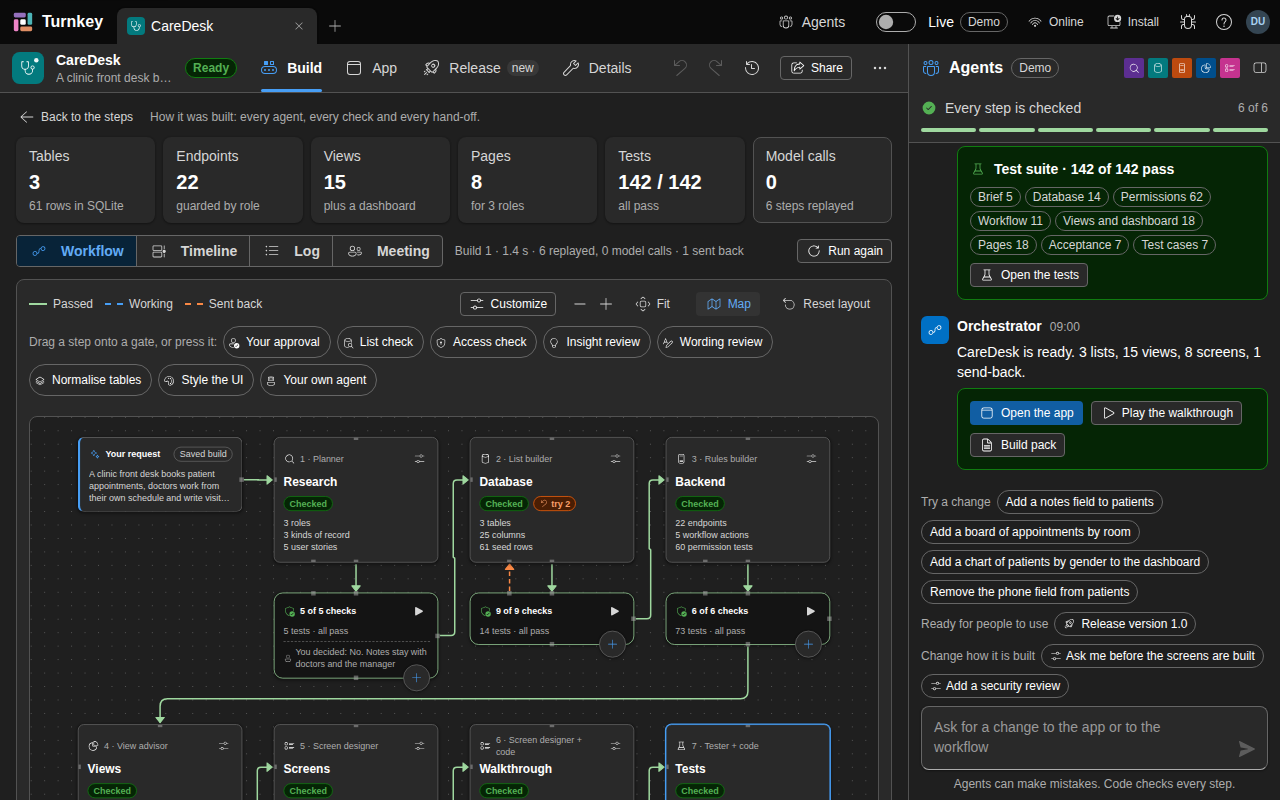 Turnkey
CareDesk
Agents
Live
Demo
Online
Install
DU
CareDesk
A clinic front desk b...
Ready
Build
App
Release
new
Details
Share
Agents
Demo
Back to the steps
How it was built: every agent, every check and every hand-off.
Every step is checked
6 of 6
Tables
3
61 rows in SQLite
Endpoints
22
guarded by role
Views
15
plus a dashboard
Pages
8
for 3 roles
Tests
142 / 142
all pass
Model calls
0
6 steps replayed
Workflow
Timeline
Log
Meeting
Build 1 · 1.4 s · 6 replayed, 0 model calls · 1 sent back
Run again
Passed
Working
Sent back
Customize
Fit
Map
Reset layout
Drag a step onto a gate, or press it:
Your approval
List check
Access check
Insight review
Wording review
Normalise tables
Style the UI
Your own agent
Your request
Saved build
A clinic front desk books patient
appointments, doctors work from
their own schedule and write visit...
1 · Planner
Research
Checked
3 roles
3 kinds of record
5 user stories
2 · List builder
Database
Checked
try 2
3 tables
25 columns
61 seed rows
3 · Rules builder
Backend
Checked
22 endpoints
5 workflow actions
60 permission tests
5 of 5 checks
5 tests · all pass
You decided: No. Notes stay with
doctors and the manager
9 of 9 checks
14 tests · all pass
6 of 6 checks
73 tests · all pass
4 · View advisor
Views
Checked
5 · Screen designer
Screens
Checked
6 · Screen designer +
code
Walkthrough
Checked
7 · Tester + code
Tests
Checked
Test suite · 142 of 142 pass
Brief 5
Database 14
Permissions 62
Workflow 11
Views and dashboard 18
Pages 18
Acceptance 7
Test cases 7
Open the tests
Orchestrator
09:00
CareDesk is ready. 3 lists, 15 views, 8 screens, 1
send-back.
Open the app
Play the walkthrough
Build pack
Try a change
Add a notes field to patients
Add a board of appointments by room
Add a chart of patients by gender to the dashboard
Remove the phone field from patients
Ready for people to use
Release version 1.0
Change how it is built
Ask me before the screens are built
Add a security review
Ask for a change to the app or to the
workflow
Agents can make mistakes. Code checks every step.